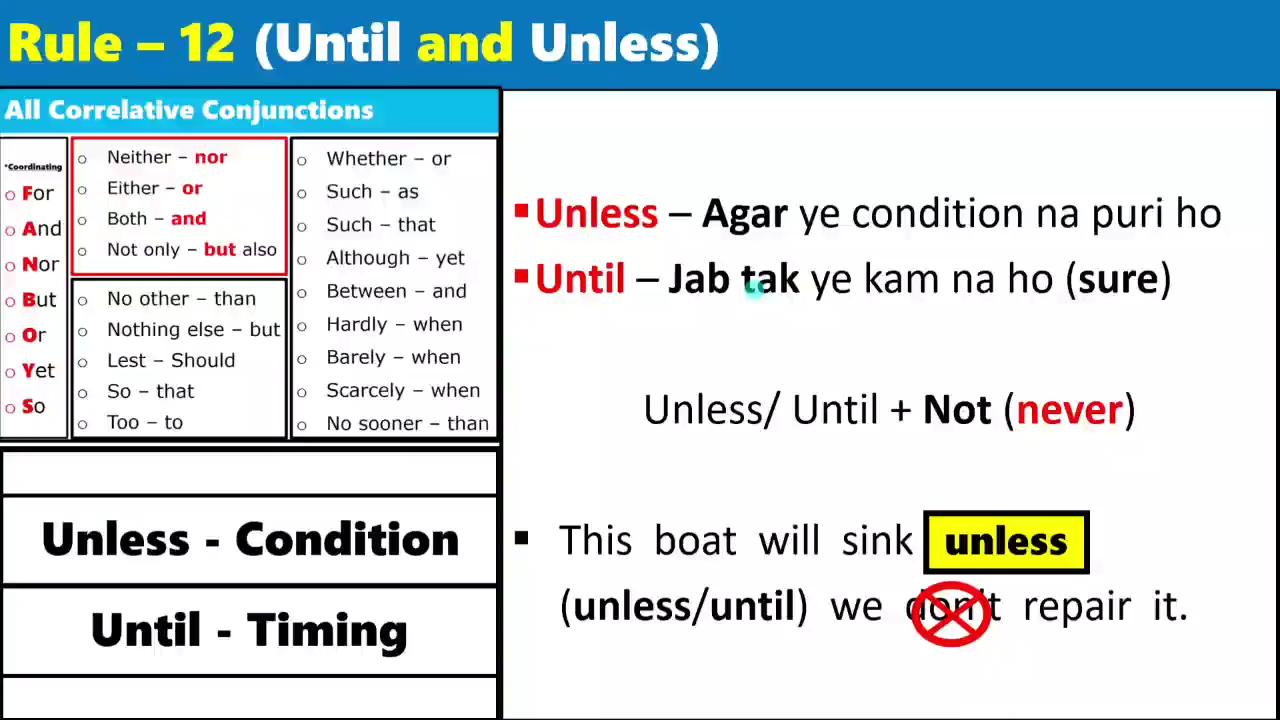 Rule – 12 (Until and Unless)
All Correlative Conjunctions
*Coordinating
For
And
Nor
But
Or
Yet
So
Neither – nor
Either – or
Both – and
Not only – but also
No other – than
Nothing else – but
Lest – Should
So – that
Too – to
Whether – or
Such – as
Such – that
Although – yet
Between – and
Hardly – when
Barely – when
Scarcely – when
No sooner – than
Unless - Condition
Until - Timing
Unless – Agar ye condition na puri ho
Until – Jab tak ye kam na ho (sure)
Unless/ Until + Not (never)
This boat will sink unless
(unless/until) we don't repair it.